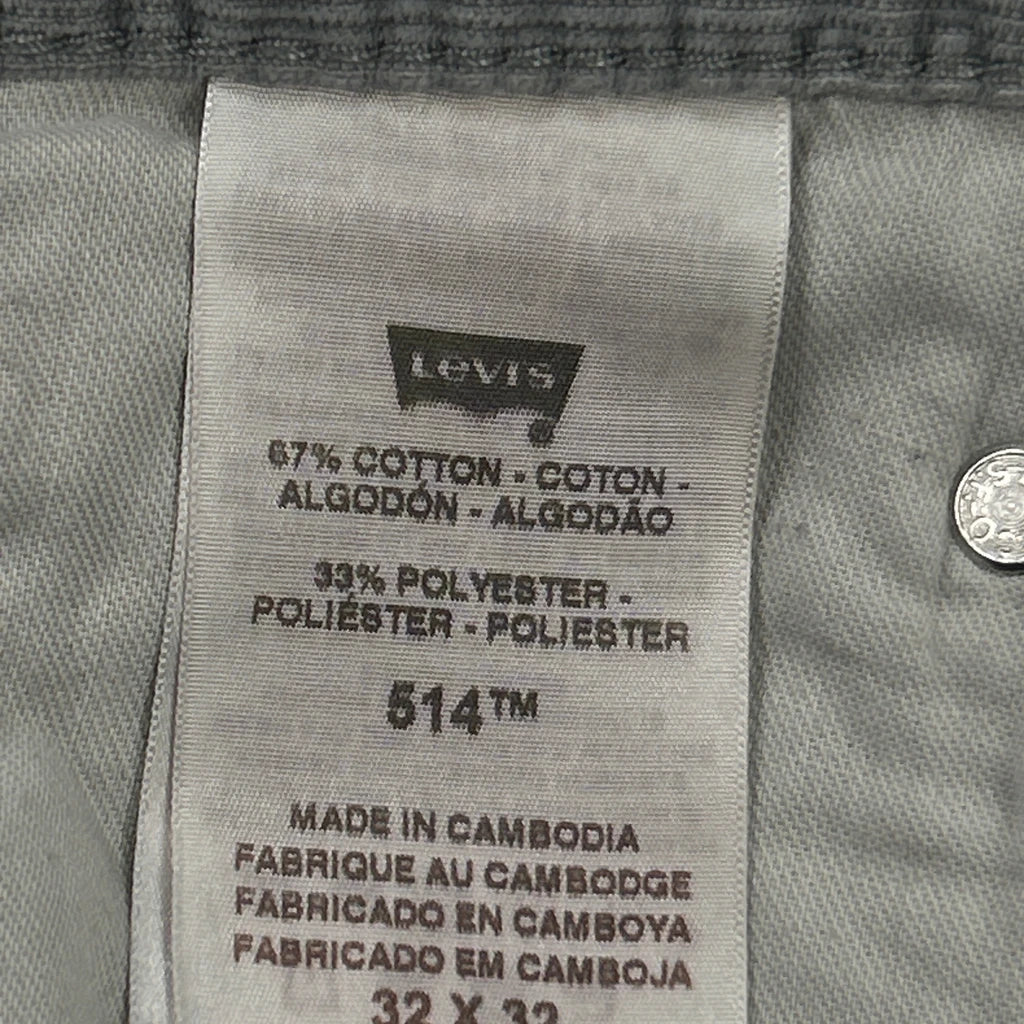 Levi's
67% COTTON - COTON -
ALGODÓN - ALGODÃO
33% POLYESTER -
POLIÉSTER - POLIESTER
514™
MADE IN CAMBODIA
FABRIQUE AU CAMBODGE
FABRICADO EN CAMBOYA
FABRICADO EM CAMBOJA
32 X 32